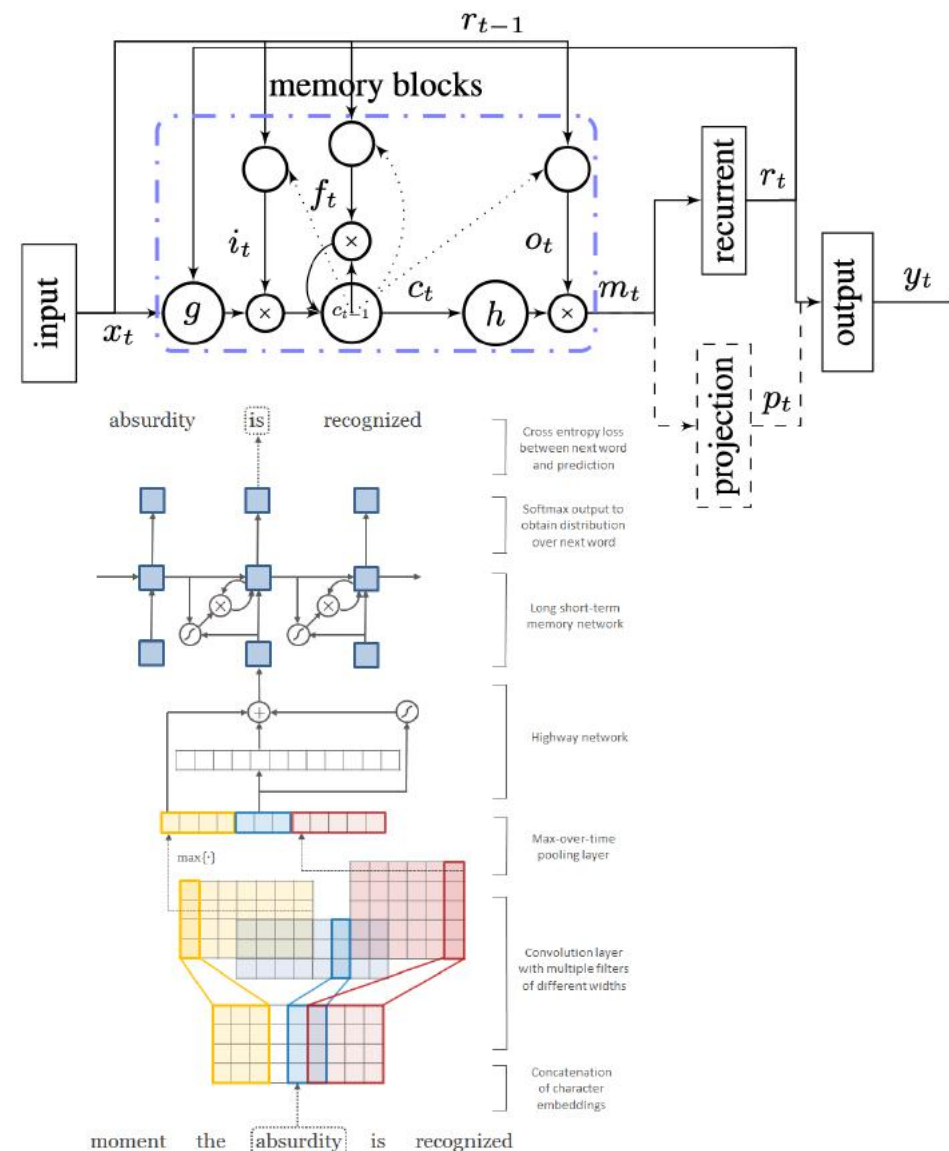 r_{t−1}
memory blocks
f_t
i_t
o_t
input
x_t
g
×
×
c_{t−1}
c_t
h
×
m_t
recurrent
r_t
projection
p_t
output
y_t
absurdity is recognized
Cross entropy loss
between next word
and prediction
Softmax output to
obtain distribution
over next word
×
×
Long short-term
memory network
+
Highway network
max{·}
Max-over-time
pooling layer
Convolution layer
with multiple filters
of different widths
Concatenation
of character
embeddings
moment the absurdity is recognized